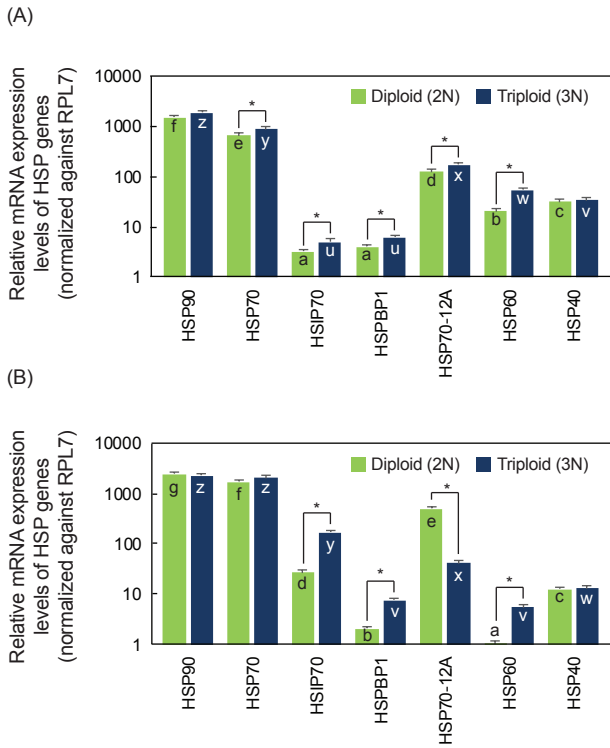 (A)
Relative mRNA expression
levels of HSP genes
(normalized against RPL7)
10000
1000
100
10
1
Diploid (2N)
Triploid (3N)
* * * * *
f z e y a u a u d x b w c v
HSP90
HSP70
HSIP70
HSPBP1
HSP70-12A
HSP60
HSP40
(B)
Relative mRNA expression
levels of HSP genes
(normalized against RPL7)
10000
1000
100
10
1
Diploid (2N)
Triploid (3N)
* * * *
g z f z d y b v e x a v c w
HSP90
HSP70
HSIP70
HSPBP1
HSP70-12A
HSP60
HSP40